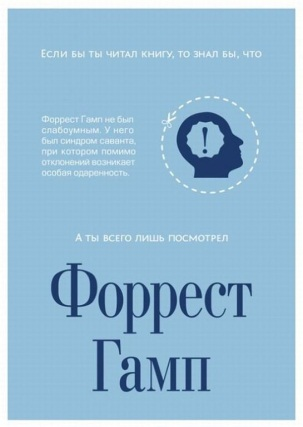 Если бы ты читал книгу, то знал бы, что
Форрест Гамп не был
слабоумным. У него
был синдром саванта,
при котором помимо
отклонений возникает
особая одаренность.
!
А ты всего лишь посмотрел
Форрест
Гамп